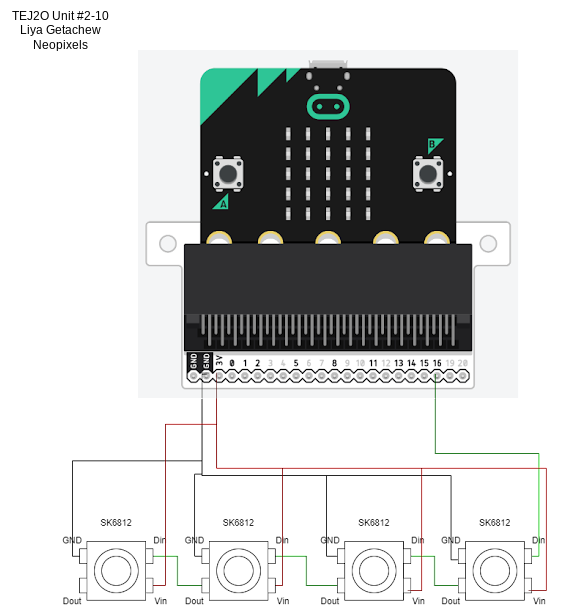 TEJ2O Unit #2-10
Liya Getachew
Neopixels
B
A
GND GND 3V 0 1 2 3 4 5 6 7 8 9 10 11 12 13 14 15 16 19 20
SK6812 SK6812 SK6812 SK6812
GND Din GND Din GND Din GND Din
Dout Vin Dout Vin Dout Vin Dout Vin